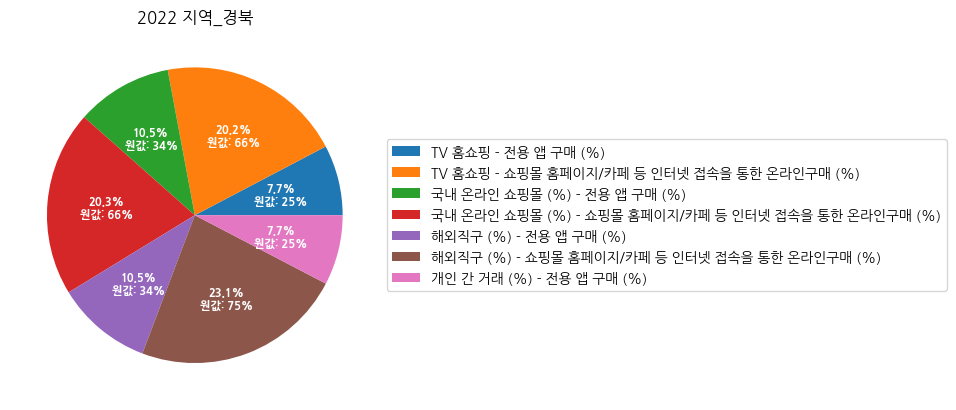 2022 지역_경북
20.2%
원값: 66%
10.5%
원값: 34%
7.7%
원값: 25%
20.3%
원값: 66%
7.7%
원값: 25%
10.5%
원값: 34%
23.1%
원값: 75%
TV 홈쇼핑 - 전용 앱 구매 (%)
TV 홈쇼핑 - 쇼핑몰 홈페이지/카페 등 인터넷 접속을 통한 온라인구매 (%)
국내 온라인 쇼핑몰 (%) - 전용 앱 구매 (%)
국내 온라인 쇼핑몰 (%) - 쇼핑몰 홈페이지/카페 등 인터넷 접속을 통한 온라인구매 (%)
해외직구 (%) - 전용 앱 구매 (%)
해외직구 (%) - 쇼핑몰 홈페이지/카페 등 인터넷 접속을 통한 온라인구매 (%)
개인 간 거래 (%) - 전용 앱 구매 (%)